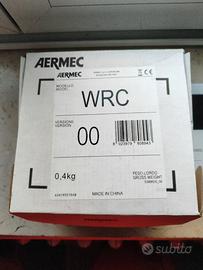 AERMEC
AERMEC
MODELLO
MODEL
WRC
VERSIONE
VERSION
00
0,4kg
PESO LORDO
GROSS WEIGHT
MADE IN CHINA
subito